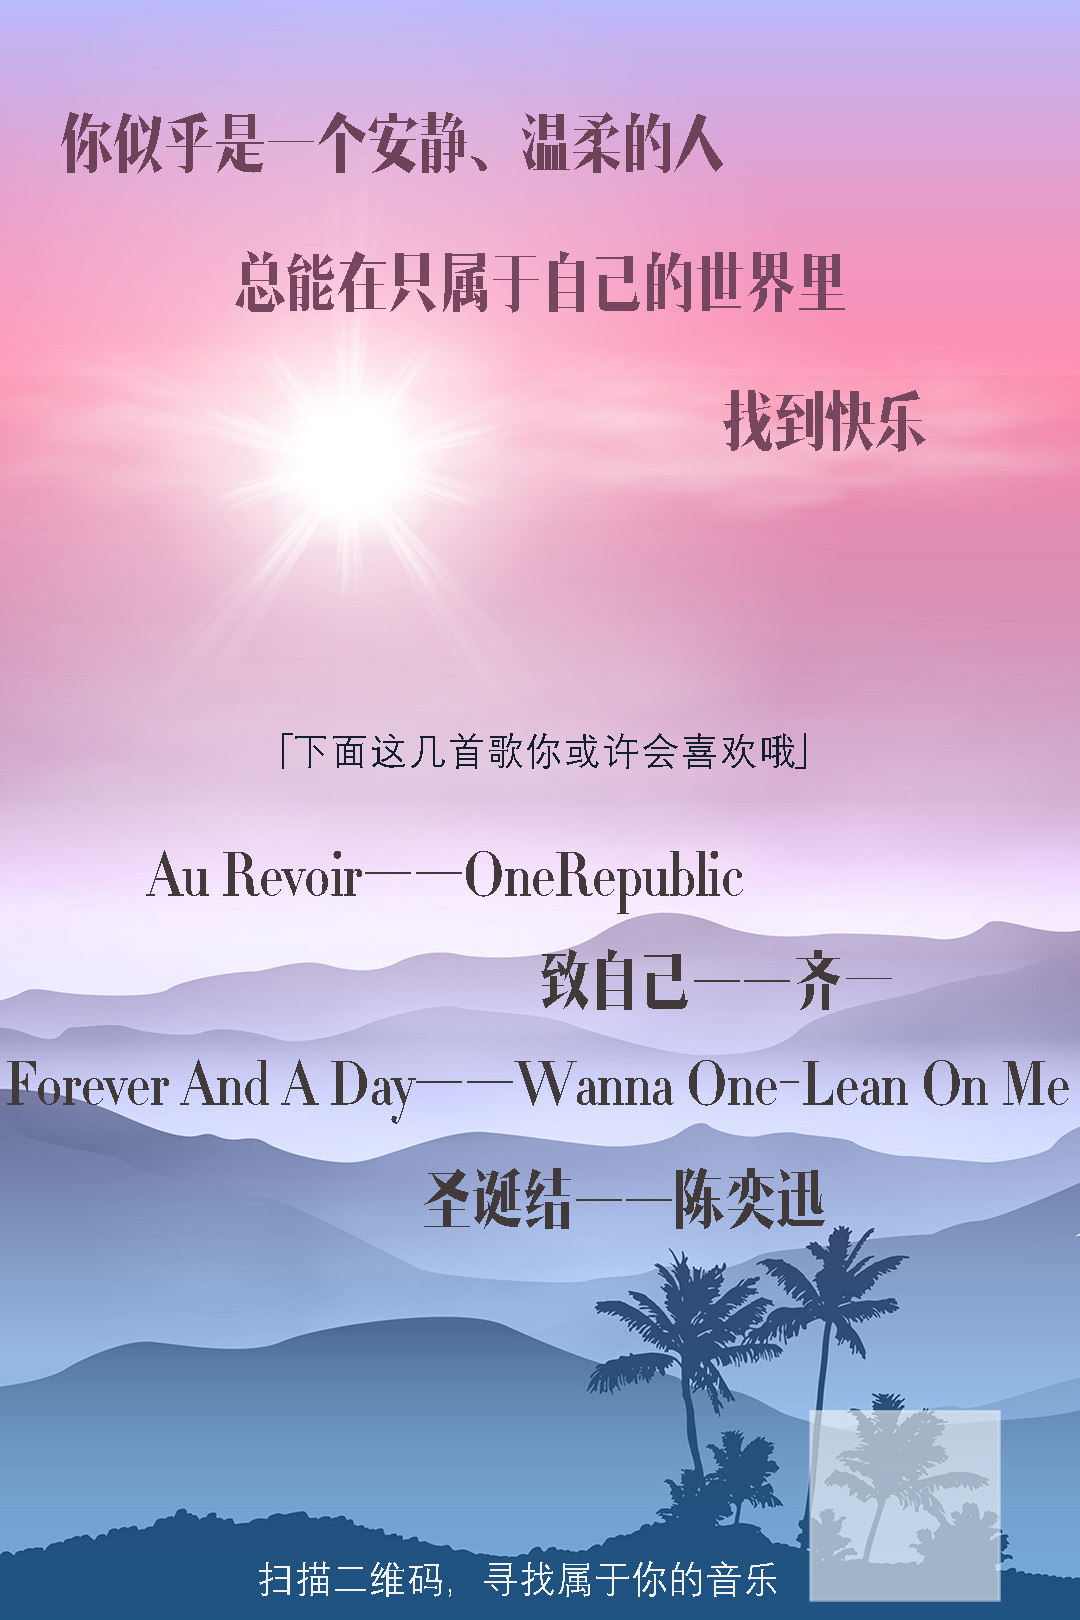 你似乎是一个安静、温柔的人
总能在只属于自己的世界里
找到快乐
「下面这几首歌你或许会喜欢哦」
Au Revoir——OneRepublic
致自己——齐一
Forever And A Day——Wanna One-Lean On Me
圣诞结——陈奕迅
扫描二维码，寻找属于你的音乐